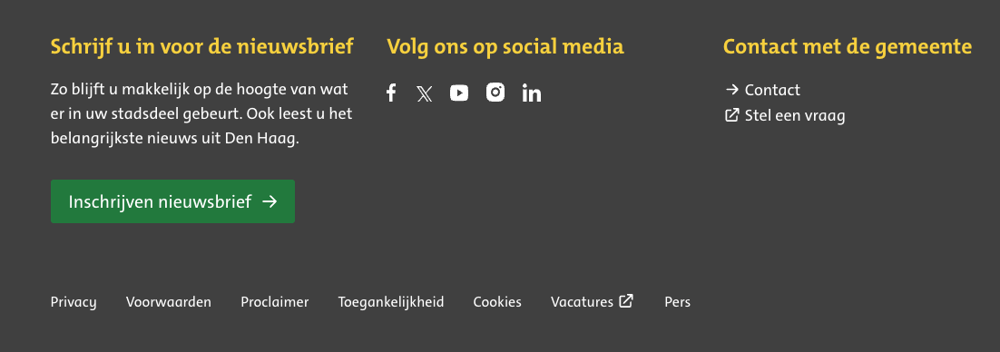 Schrijf u in voor de nieuwsbrief
Zo blijft u makkelijk op de hoogte van wat
er in uw stadsdeel gebeurt. Ook leest u het
belangrijkste nieuws uit Den Haag.
Inschrijven nieuwsbrief
Volg ons op social media
Contact met de gemeente
Contact
Stel een vraag
Privacy Voorwaarden Proclaimer Toegankelijkheid Cookies Vacatures Pers